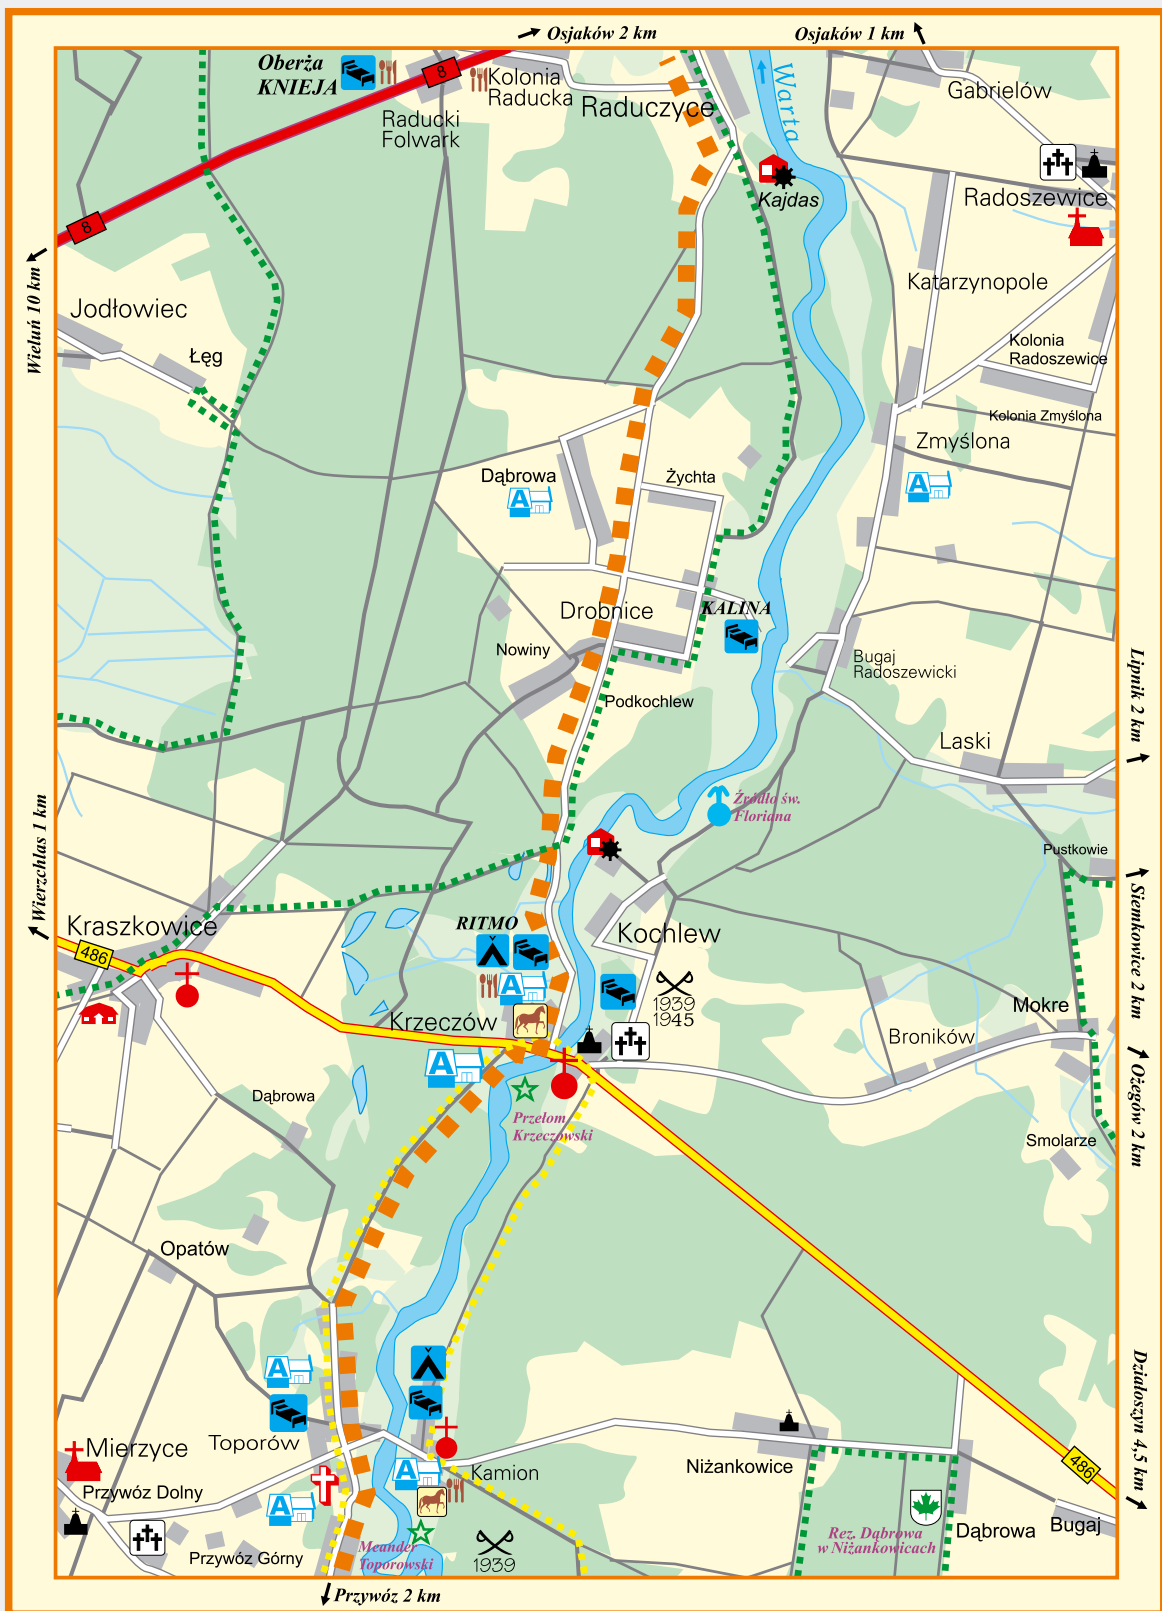 Osjaków 2 km
Osjaków 1 km
Oberża
KNIEJA
8
Kolonia
Raducka
Raducki
Folwark
Raduczyce
Warta
Gabrielów
Kajdas
Radoszewice
8
Wieluń 10 km
Katarzynopole
Jodłowiec
Łęg
Kolonia
Radoszewice
Kolonia Zmyślona
Zmyślona
A
Dąbrowa
A
Żychta
Drobnice
KALINA
Nowiny
Podkochlew
Bugaj
Radoszewicki
Lipnik 2 km
Laski
Źródło św.
Floriana
Wierzchlas 1 km
Pustkowie
Siemkowice 2 km
Kraszkowice
486
RITMO
A
Kochlew
1939
1945
Krzeczów
A
Mokre
Broników
Ożegów 2 km
Dąbrowa
Przełom
Krzeczowski
Smolarze
Opatów
Działoszyn 4,5 km
A
Toporów
Mierzyce
Przywóz Dolny
A
A
Kamion
Niżankowice
486
Rez. Dąbrowa
w Niżankowicach
Dąbrowa
Bugaj
Przywóz Górny
Meander
Toporowski
1939
Przywóz 2 km